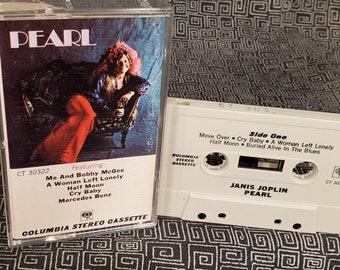 PEARL
CT 30322
Featuring
Me And Bobby McGee
A Woman Left Lonely
Half Moon
Cry Baby
Mercedes Benz
COLUMBIA STEREO CASSETTE
Side One
Move Over • Cry Baby • A Woman Left Lonely
Half Moon • Buried Alive In The Blues
COLUMBIA
STEREO
CASSETTE
JANIS JOPLIN
PEARL